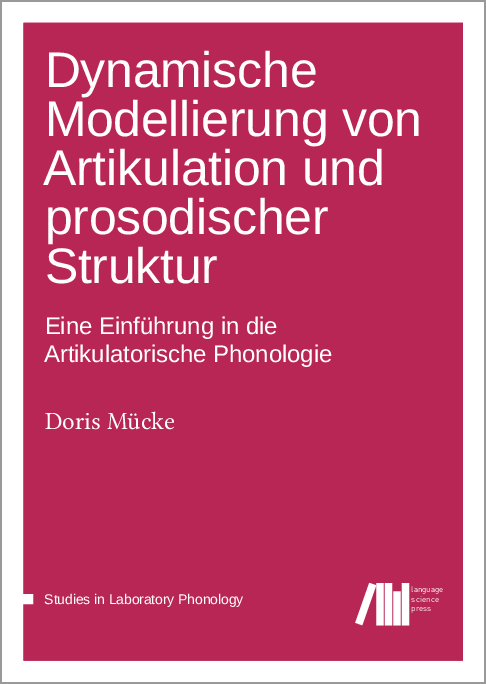 Dynamische
Modellierung von
Artikulation und
prosodischer
Struktur
Eine Einführung in die
Artikulatorische Phonologie
Doris Mücke
Studies in Laboratory Phonology
language
science
press